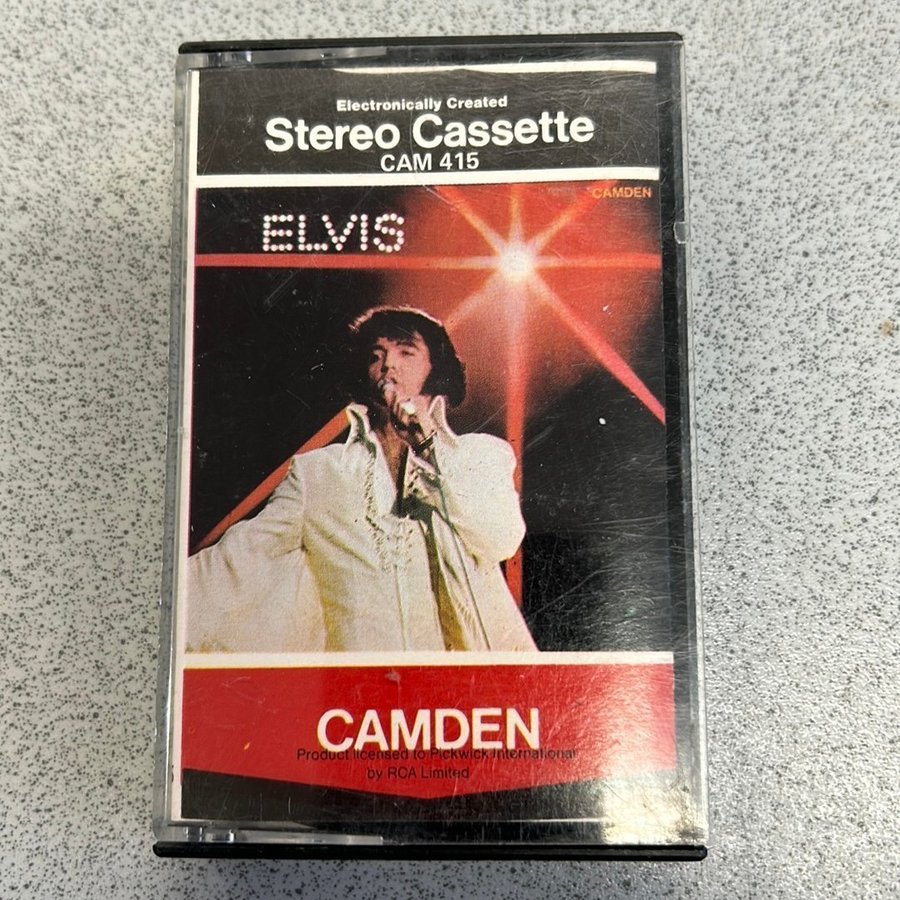 Electronically Created
Stereo Cassette
CAM 415
CAMDEN
ELVIS
CAMDEN
Product licensed to Pickwick International
by RCA Limited